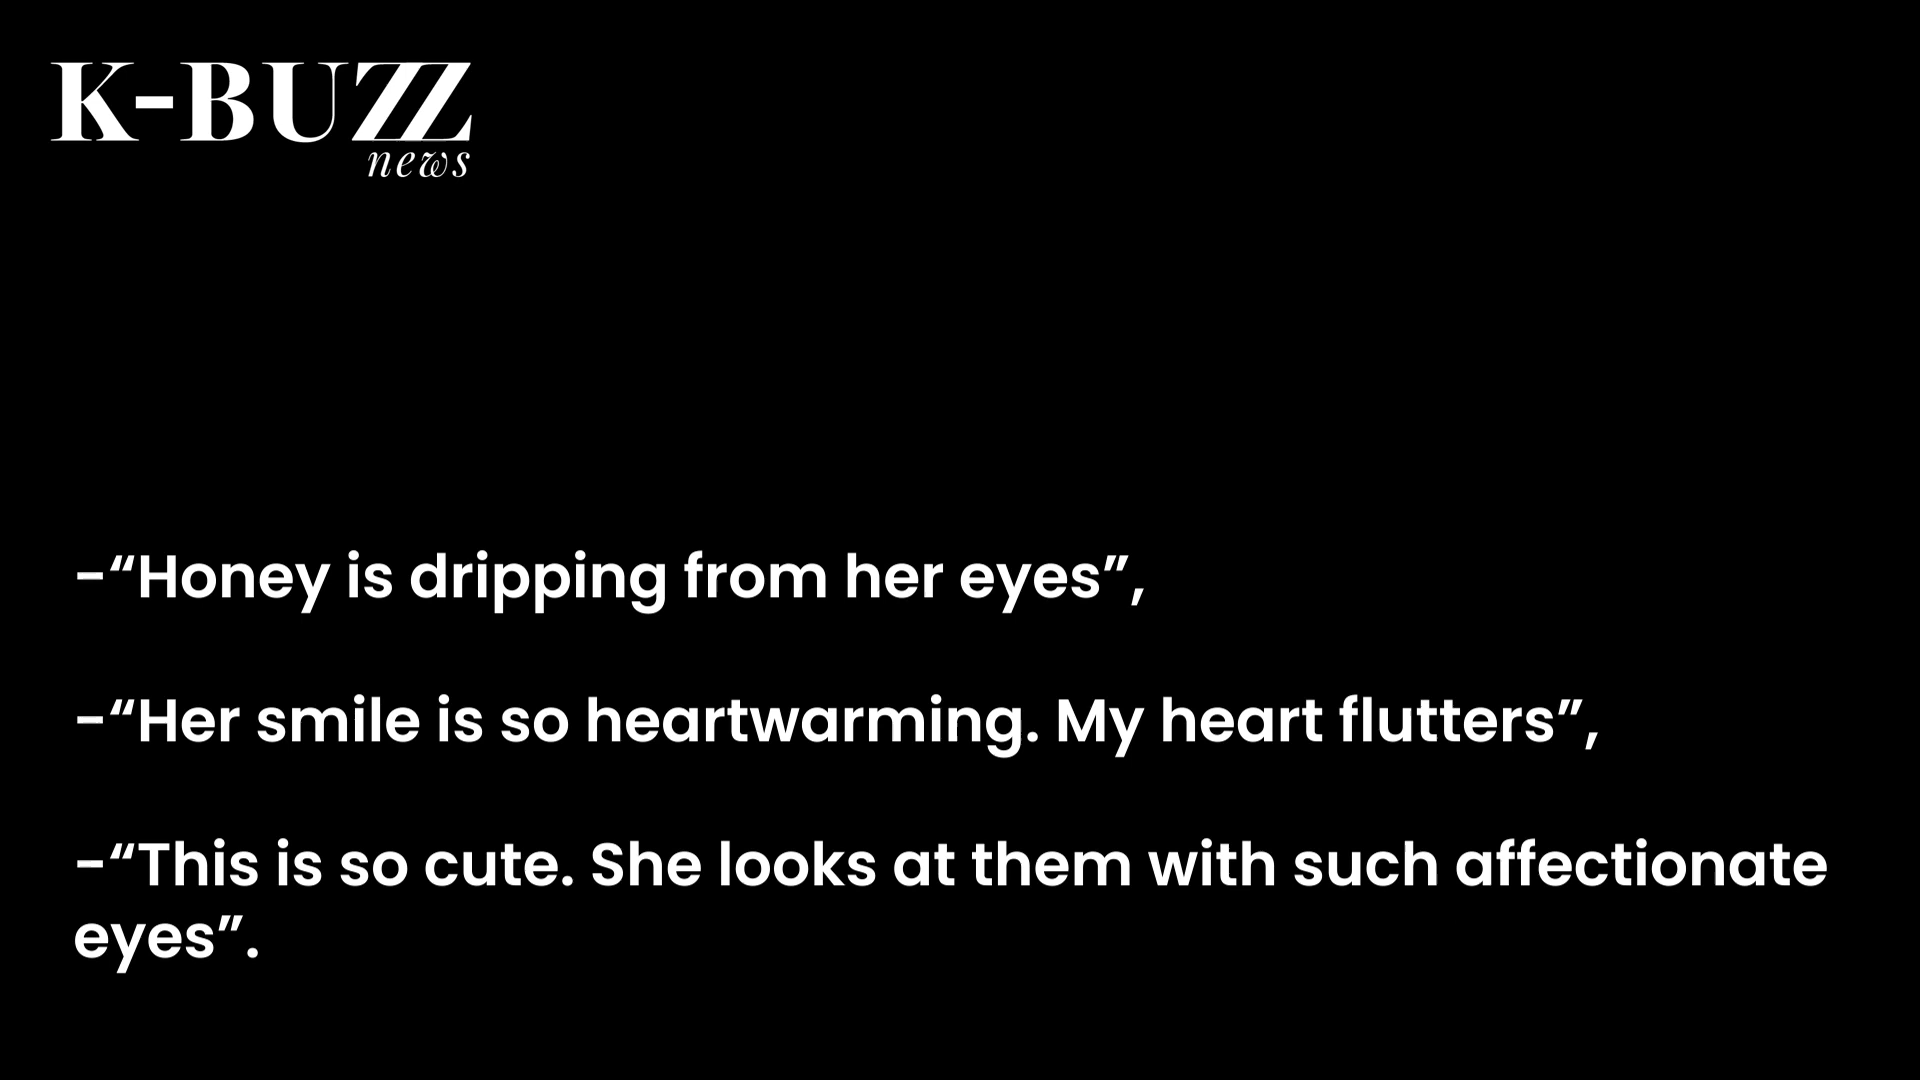 K-BUZZ
news
-“Honey is dripping from her eyes”,
-“Her smile is so heartwarming. My heart flutters”,
-“This is so cute. She looks at them with such affectionate
eyes”.